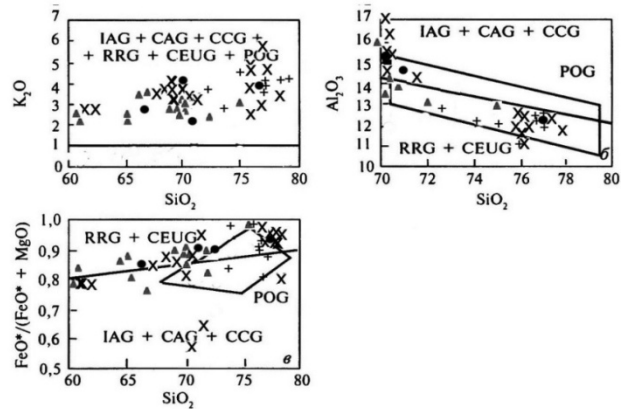 7
6
5
4
3
2
1
0
K₂O
IAG + CAG + CCG +
+ RRG + CEUG + POG
60 65 70 75 80
SiO₂
17
16
15
14
13
12
11
Al₂O₃
IAG + CAG + CCG
POG
RRG + CEUG
б
70 72 74 76 78 80
SiO₂
1,0
0,9
0,8
0,7
0,6
0,5
FeO*/(FeO* + MgO)
RRG + CEUG
POG
IAG + CAG + CCG
в
60 65 70 75 80
SiO₂